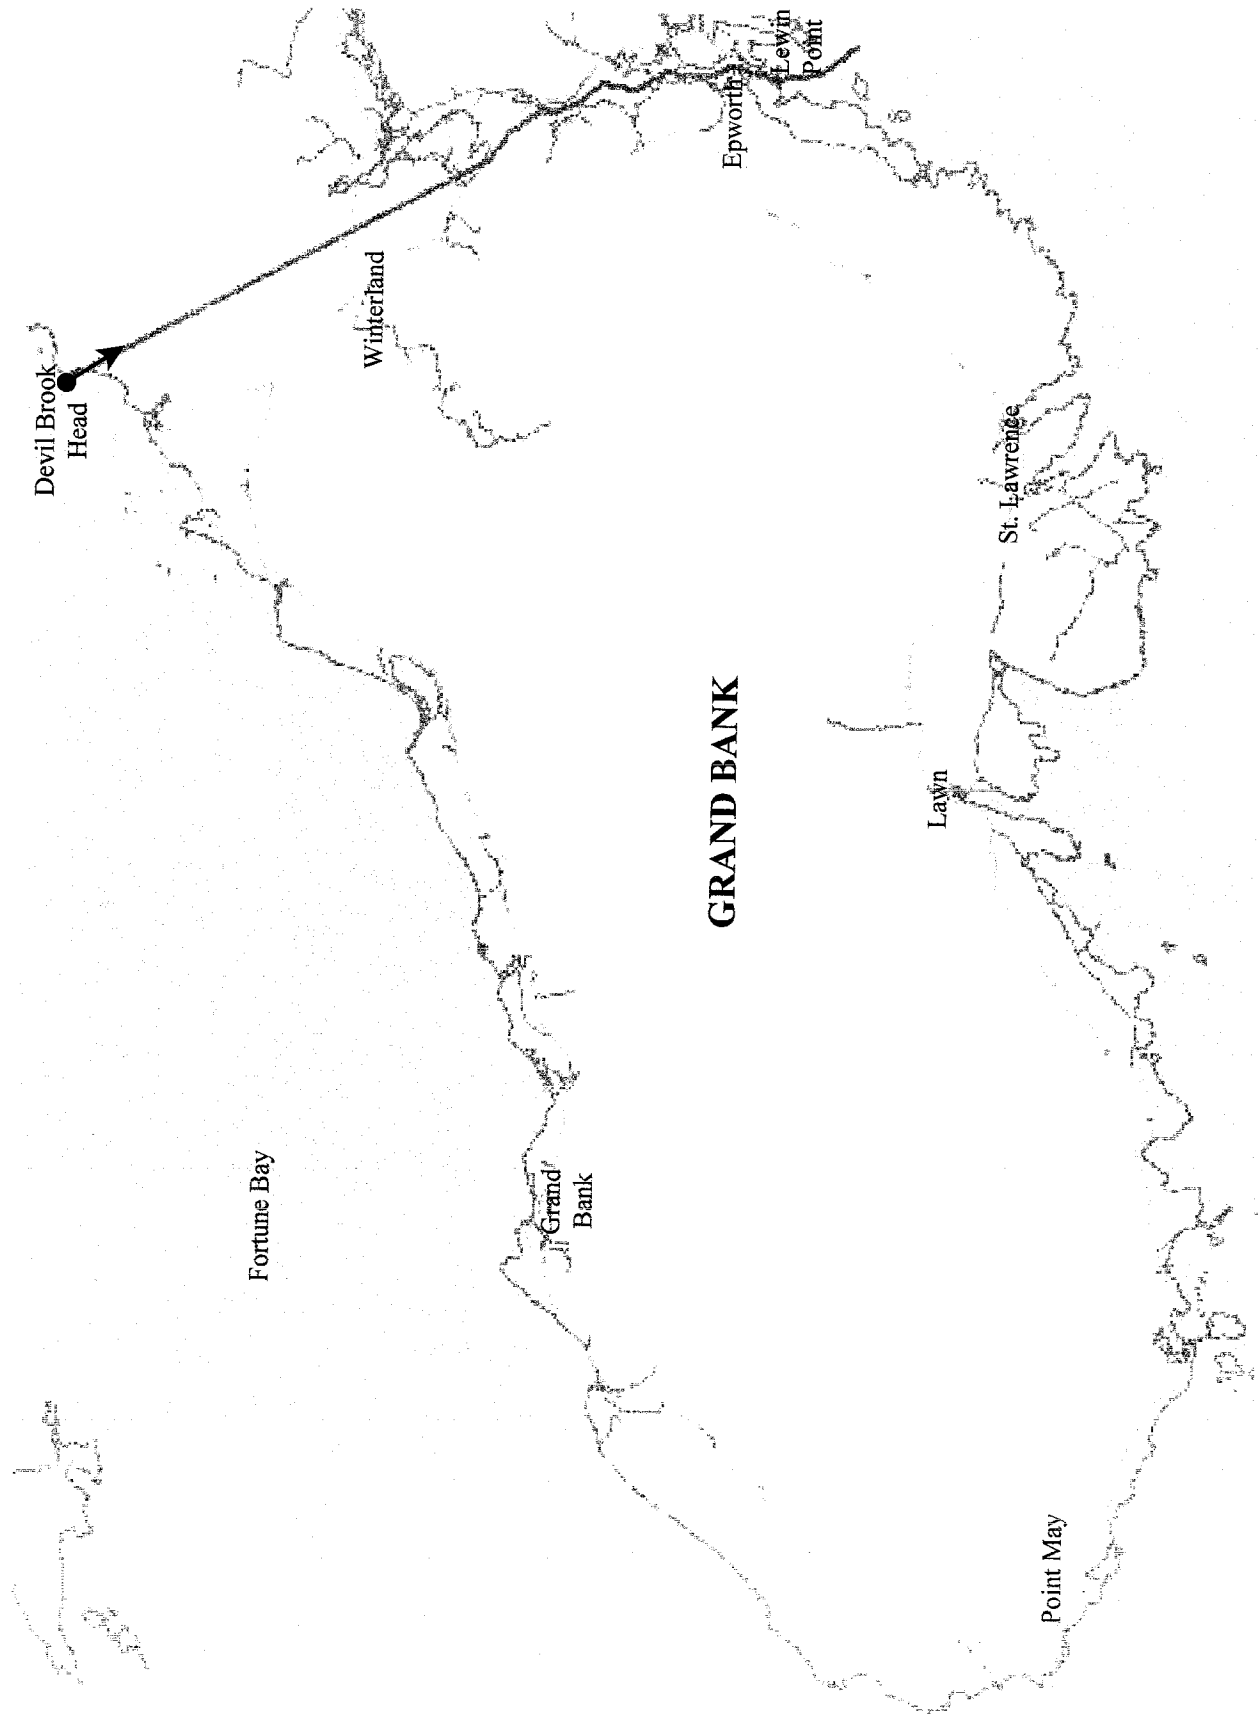 Devil Brook
Head
Winterland
Epworth
Lewin
Point
St. Lawrence
GRAND BANK
Lawn
Fortune Bay
Grand
Bank
Point May